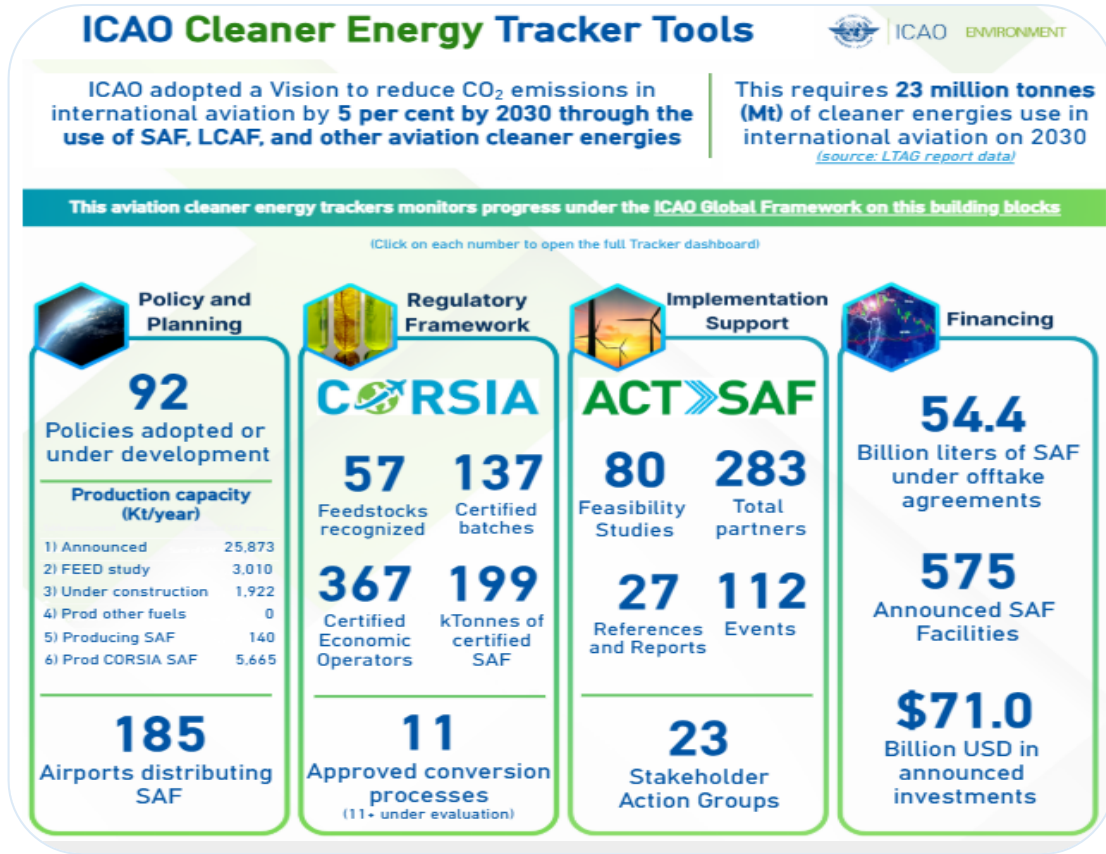 ICAO Cleaner Energy Tracker Tools
ICAO ENVIRONMENT
ICAO adopted a Vision to reduce CO₂ emissions in
international aviation by 5 per cent by 2030 through the
use of SAF, LCAF, and other aviation cleaner energies
This requires 23 million tonnes
(Mt) of cleaner energies use in
international aviation on 2030
(source: LTAG report data)
This aviation cleaner energy trackers monitors progress under the ICAO Global Framework on this building blocks
(Click on each number to open the full Tracker dashboard)
Policy and
Planning
92
Policies adopted or
under development
Production capacity
(Kt/year)
1) Announced 25,873
2) FEED study 3,010
3) Under construction 1,922
4) Prod other fuels 0
5) Producing SAF 140
6) Prod CORSIA SAF 5,665
185
Airports distributing
SAF
Regulatory
Framework
CORSIA
57
Feedstocks
recognized
137
Certified
batches
367
Certified
Economic
Operators
199
kTonnes of
certified
SAF
11
Approved conversion
processes
(11+ under evaluation)
Implementation
Support
ACT SAF
80
Feasibility
Studies
283
Total
partners
27
References
and Reports
112
Events
23
Stakeholder
Action Groups
Financing
54.4
Billion liters of SAF
under offtake
agreements
575
Announced SAF
Facilities
$71.0
Billion USD in
announced
investments